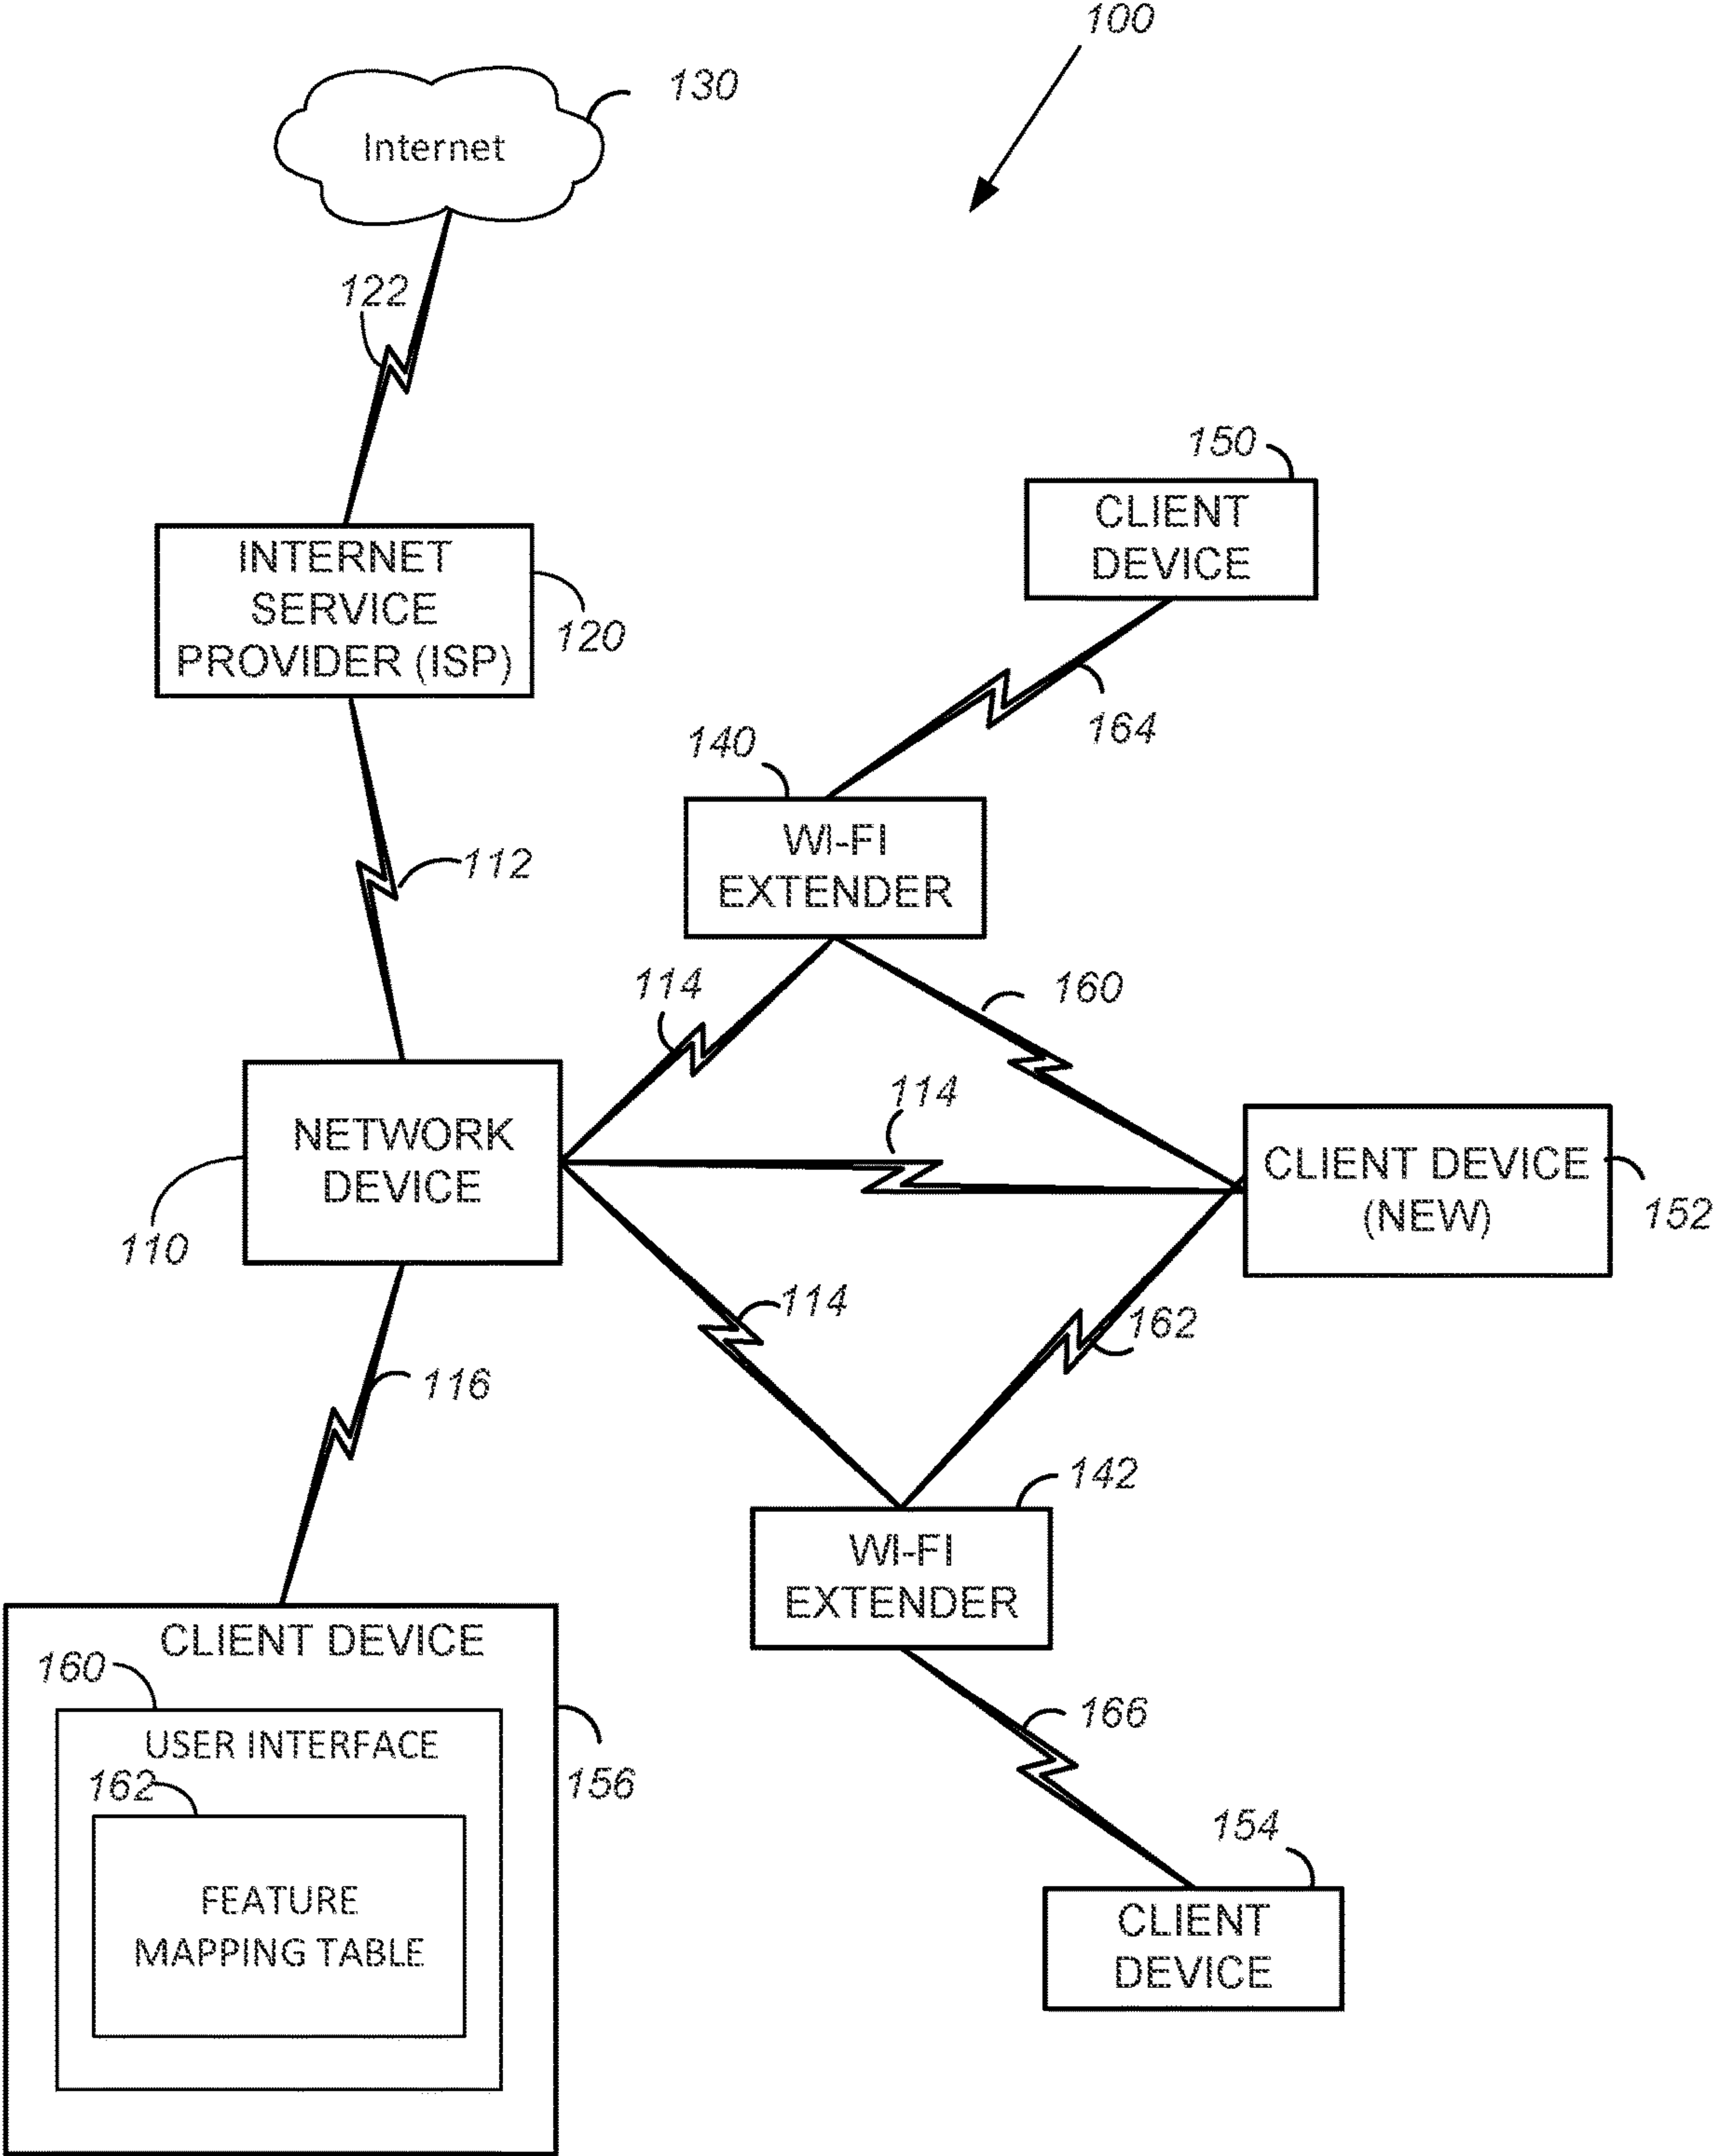 100
130
Internet
122
150
CLIENT
DEVICE
INTERNET
SERVICE
PROVIDER (ISP)
120
164
140
WI-FI
EXTENDER
112
114
160
114
NETWORK
DEVICE
110
CLIENT DEVICE
(NEW)
152
114
162
116
142
WI-FI
EXTENDER
CLIENT DEVICE
160
USER INTERFACE
162
156
FEATURE
MAPPING TABLE
166
154
CLIENT
DEVICE